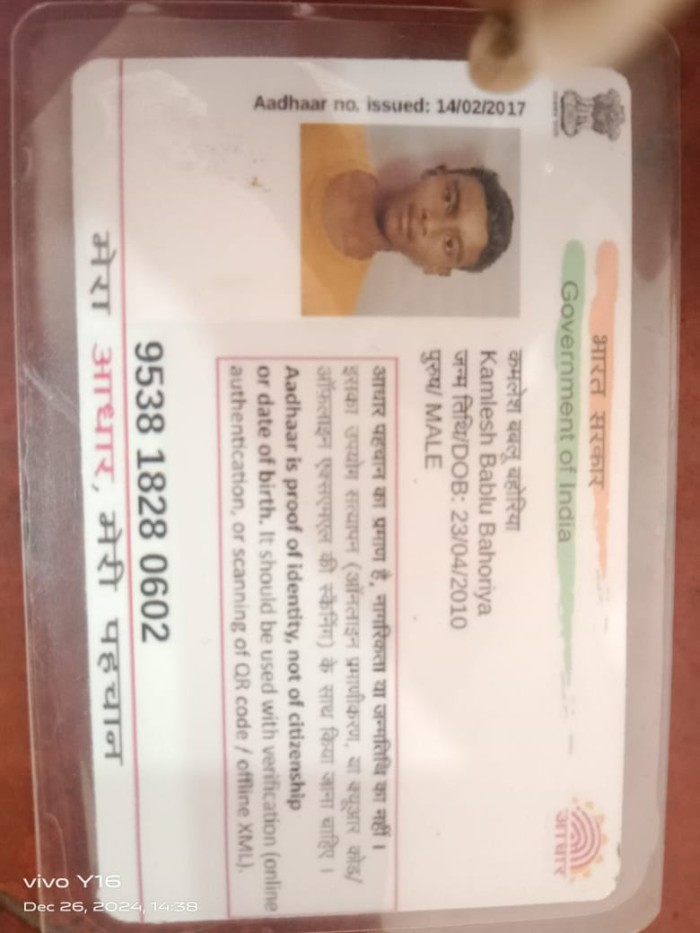 भारत सरकार
Government of India
Aadhaar no. issued: 14/02/2017
कमलेश बबलू बहोरिया
Kamlesh Bablu Bahoriya
जन्म तिथि/DOB: 23/04/2010
पुरुष/ MALE
आधार पहचान का प्रमाण है, नागरिकता या जन्मतिथि का नहीं ।
इसका उपयोग सत्यापन (ऑनलाइन प्रमाणीकरण, या क्यूआर कोड/
ऑफ़लाइन एक्सएमएल की स्कैनिंग) के साथ किया जाना चाहिए ।
Aadhaar is proof of identity, not of citizenship
or date of birth. It should be used with verification (online
authentication, or scanning of QR code / offline XML).
9538 1828 0602
मेरा आधार, मेरी पहचान
आधार
vivo Y16
Dec 26, 2024, 14:38